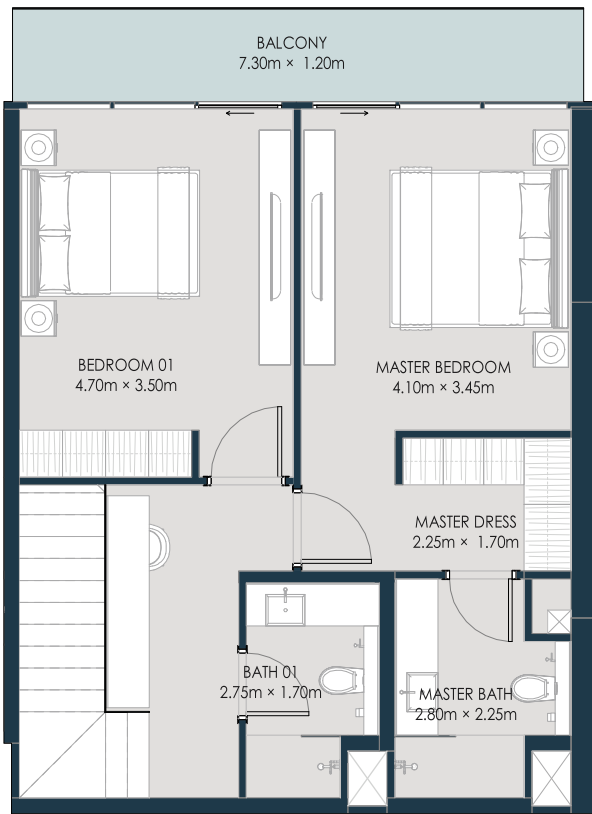 BALCONY
7.30m × 1.20m
BEDROOM 01
4.70m × 3.50m
MASTER BEDROOM
4.10m × 3.45m
MASTER DRESS
2.25m × 1.70m
BATH 01
2.75m × 1.70m
MASTER BATH
2.80m × 2.25m